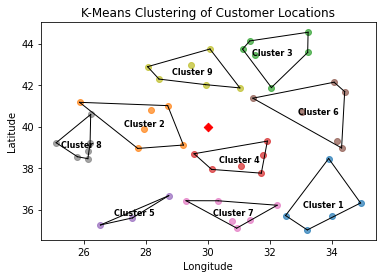 K-Means Clustering of Customer Locations
44
Cluster 3
Cluster 9
42
Cluster 6
Cluster 2
40
Latitude
Cluster 8
Cluster 4
38
Cluster 1
Cluster 5
Cluster 7
36
26 28 30 32 34
Longitude